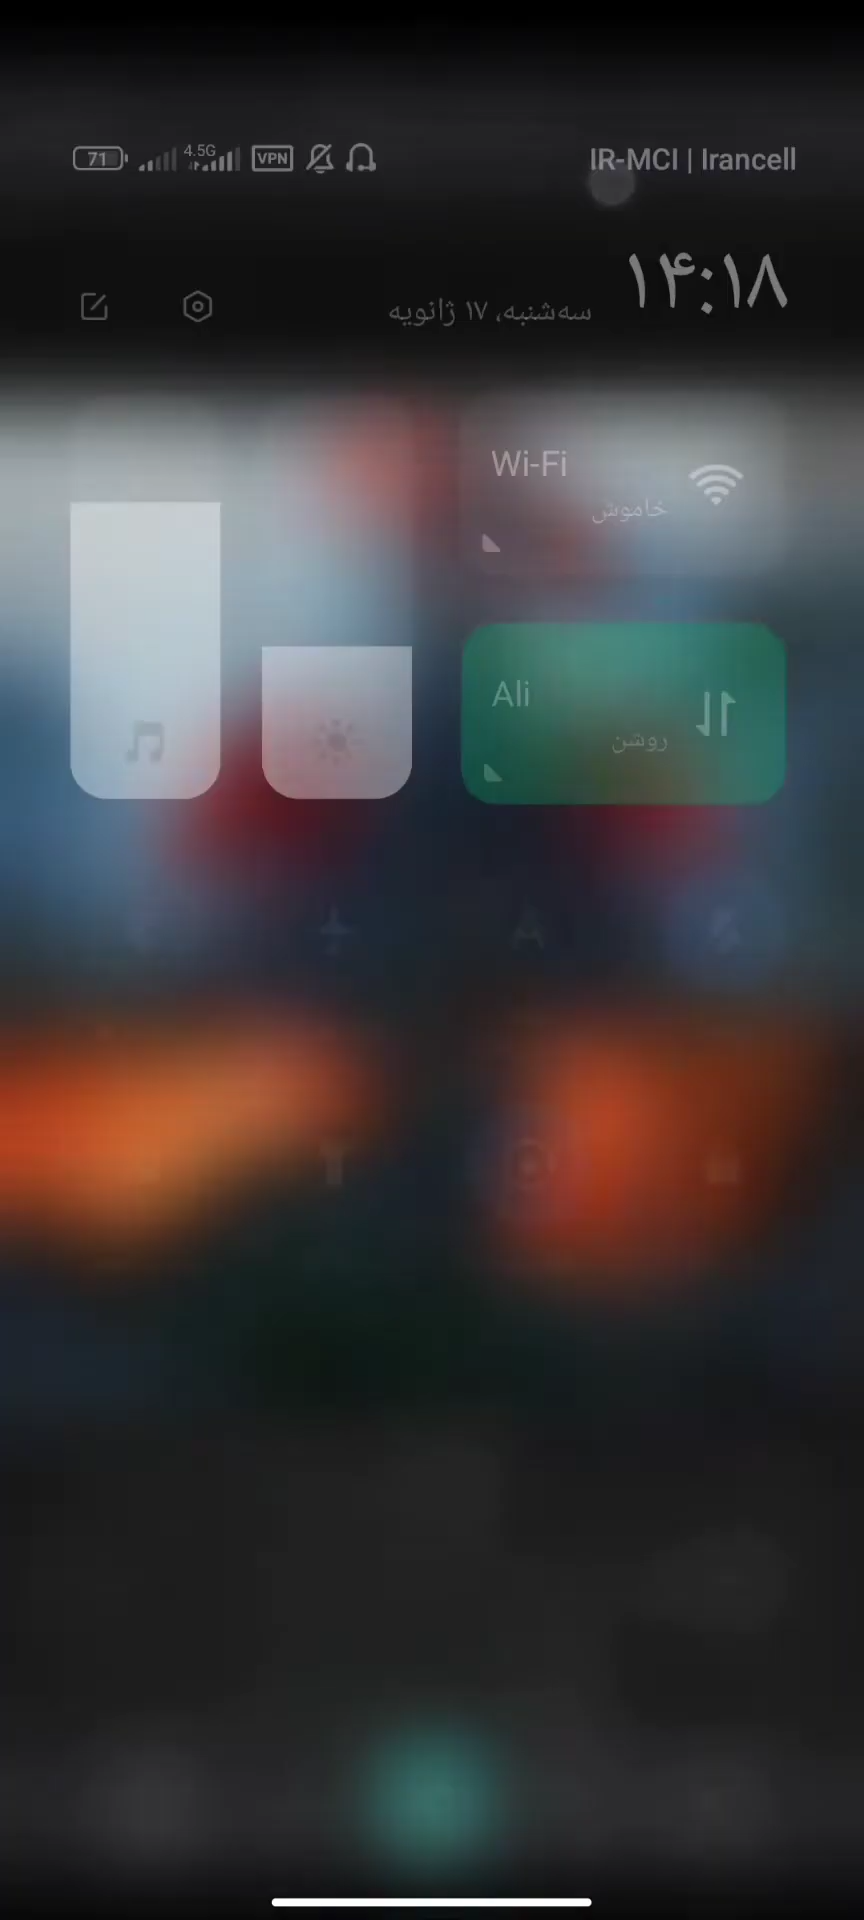 IR-MCI | Irancell
VPN
4.5G
71
۱۴:۱۸
سه‌شنبه، ۱۷ ژانویه
Wi-Fi
خاموش
Ali
روشن
A